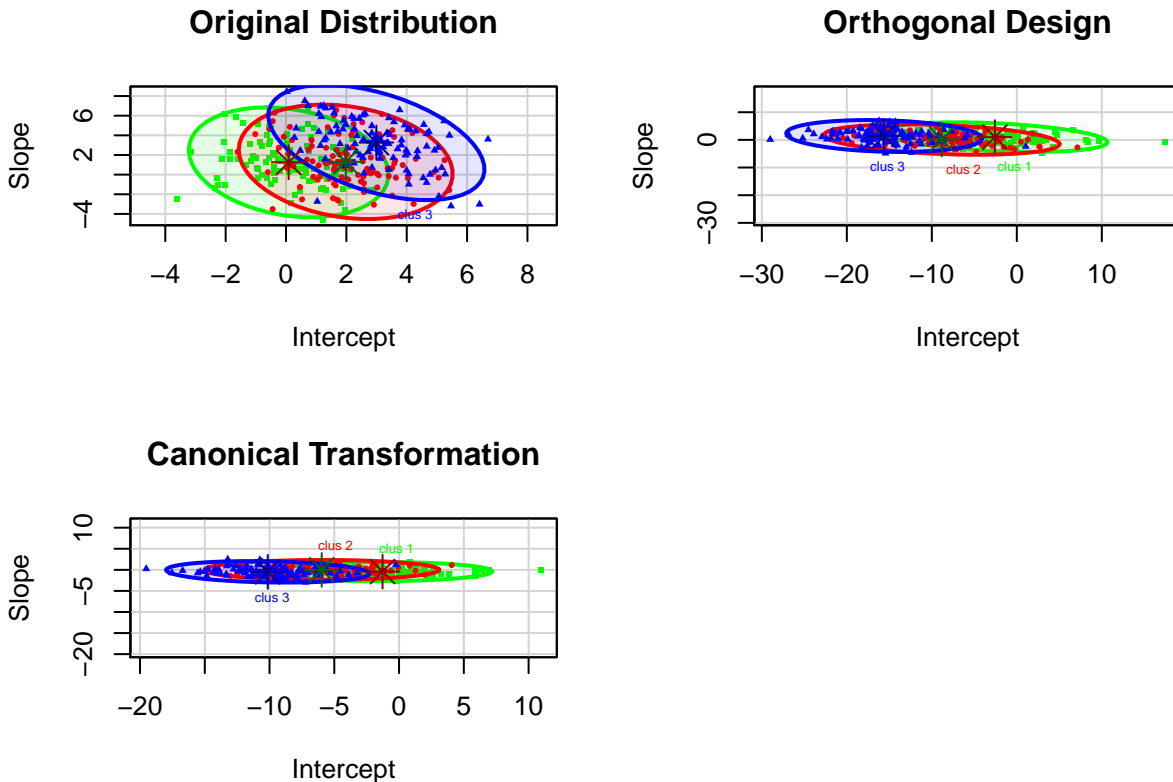 Original Distribution
Slope
6
2
−4
clus 3
−4 −2 0 2 4 6 8
Intercept
Orthogonal Design
Slope
0
−30
clus 3 clus 2 clus 1
−30 −20 −10 0 10
Intercept
Canonical Transformation
Slope
10
−5
−20
clus 2 clus 1
clus 3
−20 −10 −5 0 5 10
Intercept